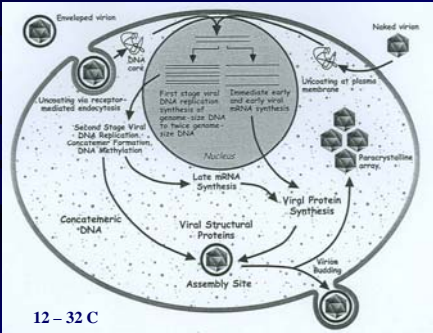 Enveloped virion
Naked virion
DNA
core
Uncoating via receptor-
mediated endocytosis
Uncoating at plasma
membrane
First stage viral
DNA replication
synthesis of
genome-size DNA
to twice genome-
size DNA
Immediate early
and early viral
mRNA synthesis
Nucleus
Second Stage Viral
DNA Replication
Concatemer Formation,
DNA Methylation
Paracrystalline
array,
Late mRNA
Synthesis
Viral Protein
Synthesis
Concatemeric
DNA
Viral Structural
Proteins
Assembly Site
Virion
Budding
12 – 32 C